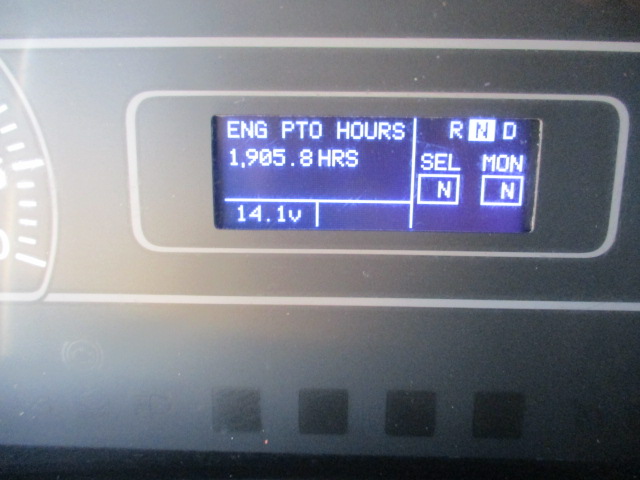 ENG PTO HOURS
1,905.8 HRS
14.1v
R N D
SEL MON
N N